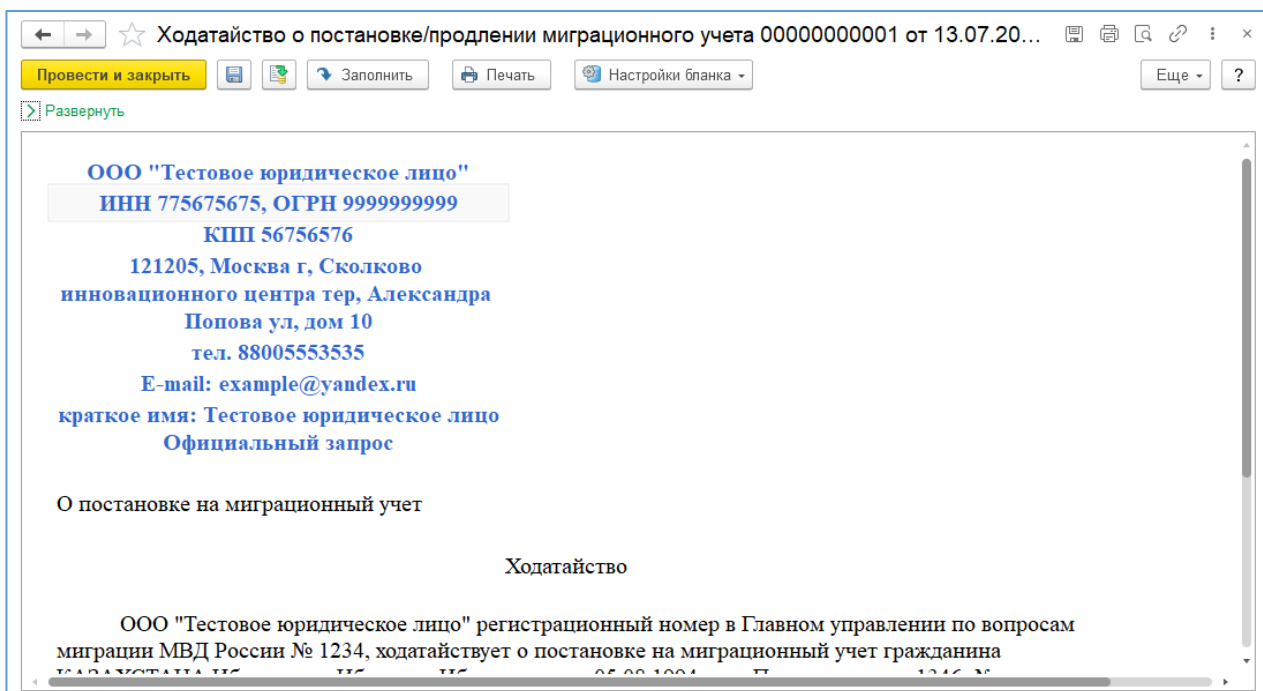 Ходатайство о постановке/продлении миграционного учета 00000000001 от 13.07.20...
Провести и закрыть Заполнить Печать Настройки бланка Еще ?
Развернуть
ООО "Тестовое юридическое лицо"
ИНН 775675675, ОГРН 9999999999
КПП 56756576
121205, Москва г, Сколково
инновационного центра тер, Александра
Попова ул, дом 10
тел. 88005553535
E-mail: example@yandex.ru
краткое имя: Тестовое юридическое лицо
Официальный запрос
О постановке на миграционный учет
Ходатайство
ООО "Тестовое юридическое лицо" регистрационный номер в Главном управлении по вопросам
миграции МВД России № 1234, ходатайствует о постановке на миграционный учет гражданина
КАЗАХСТАНА